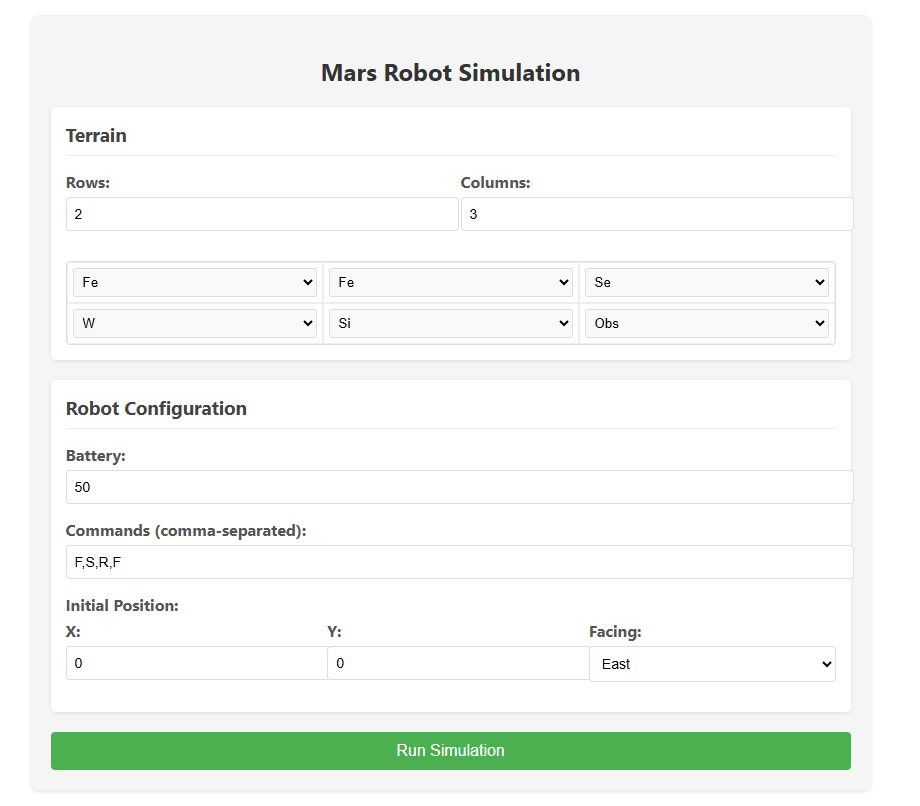 Mars Robot Simulation
Terrain
Rows: Columns:
2 3
Fe Fe Se
W Si Obs
Robot Configuration
Battery:
50
Commands (comma-separated):
F,S,R,F
Initial Position:
X: Y: Facing:
0 0 East
Run Simulation